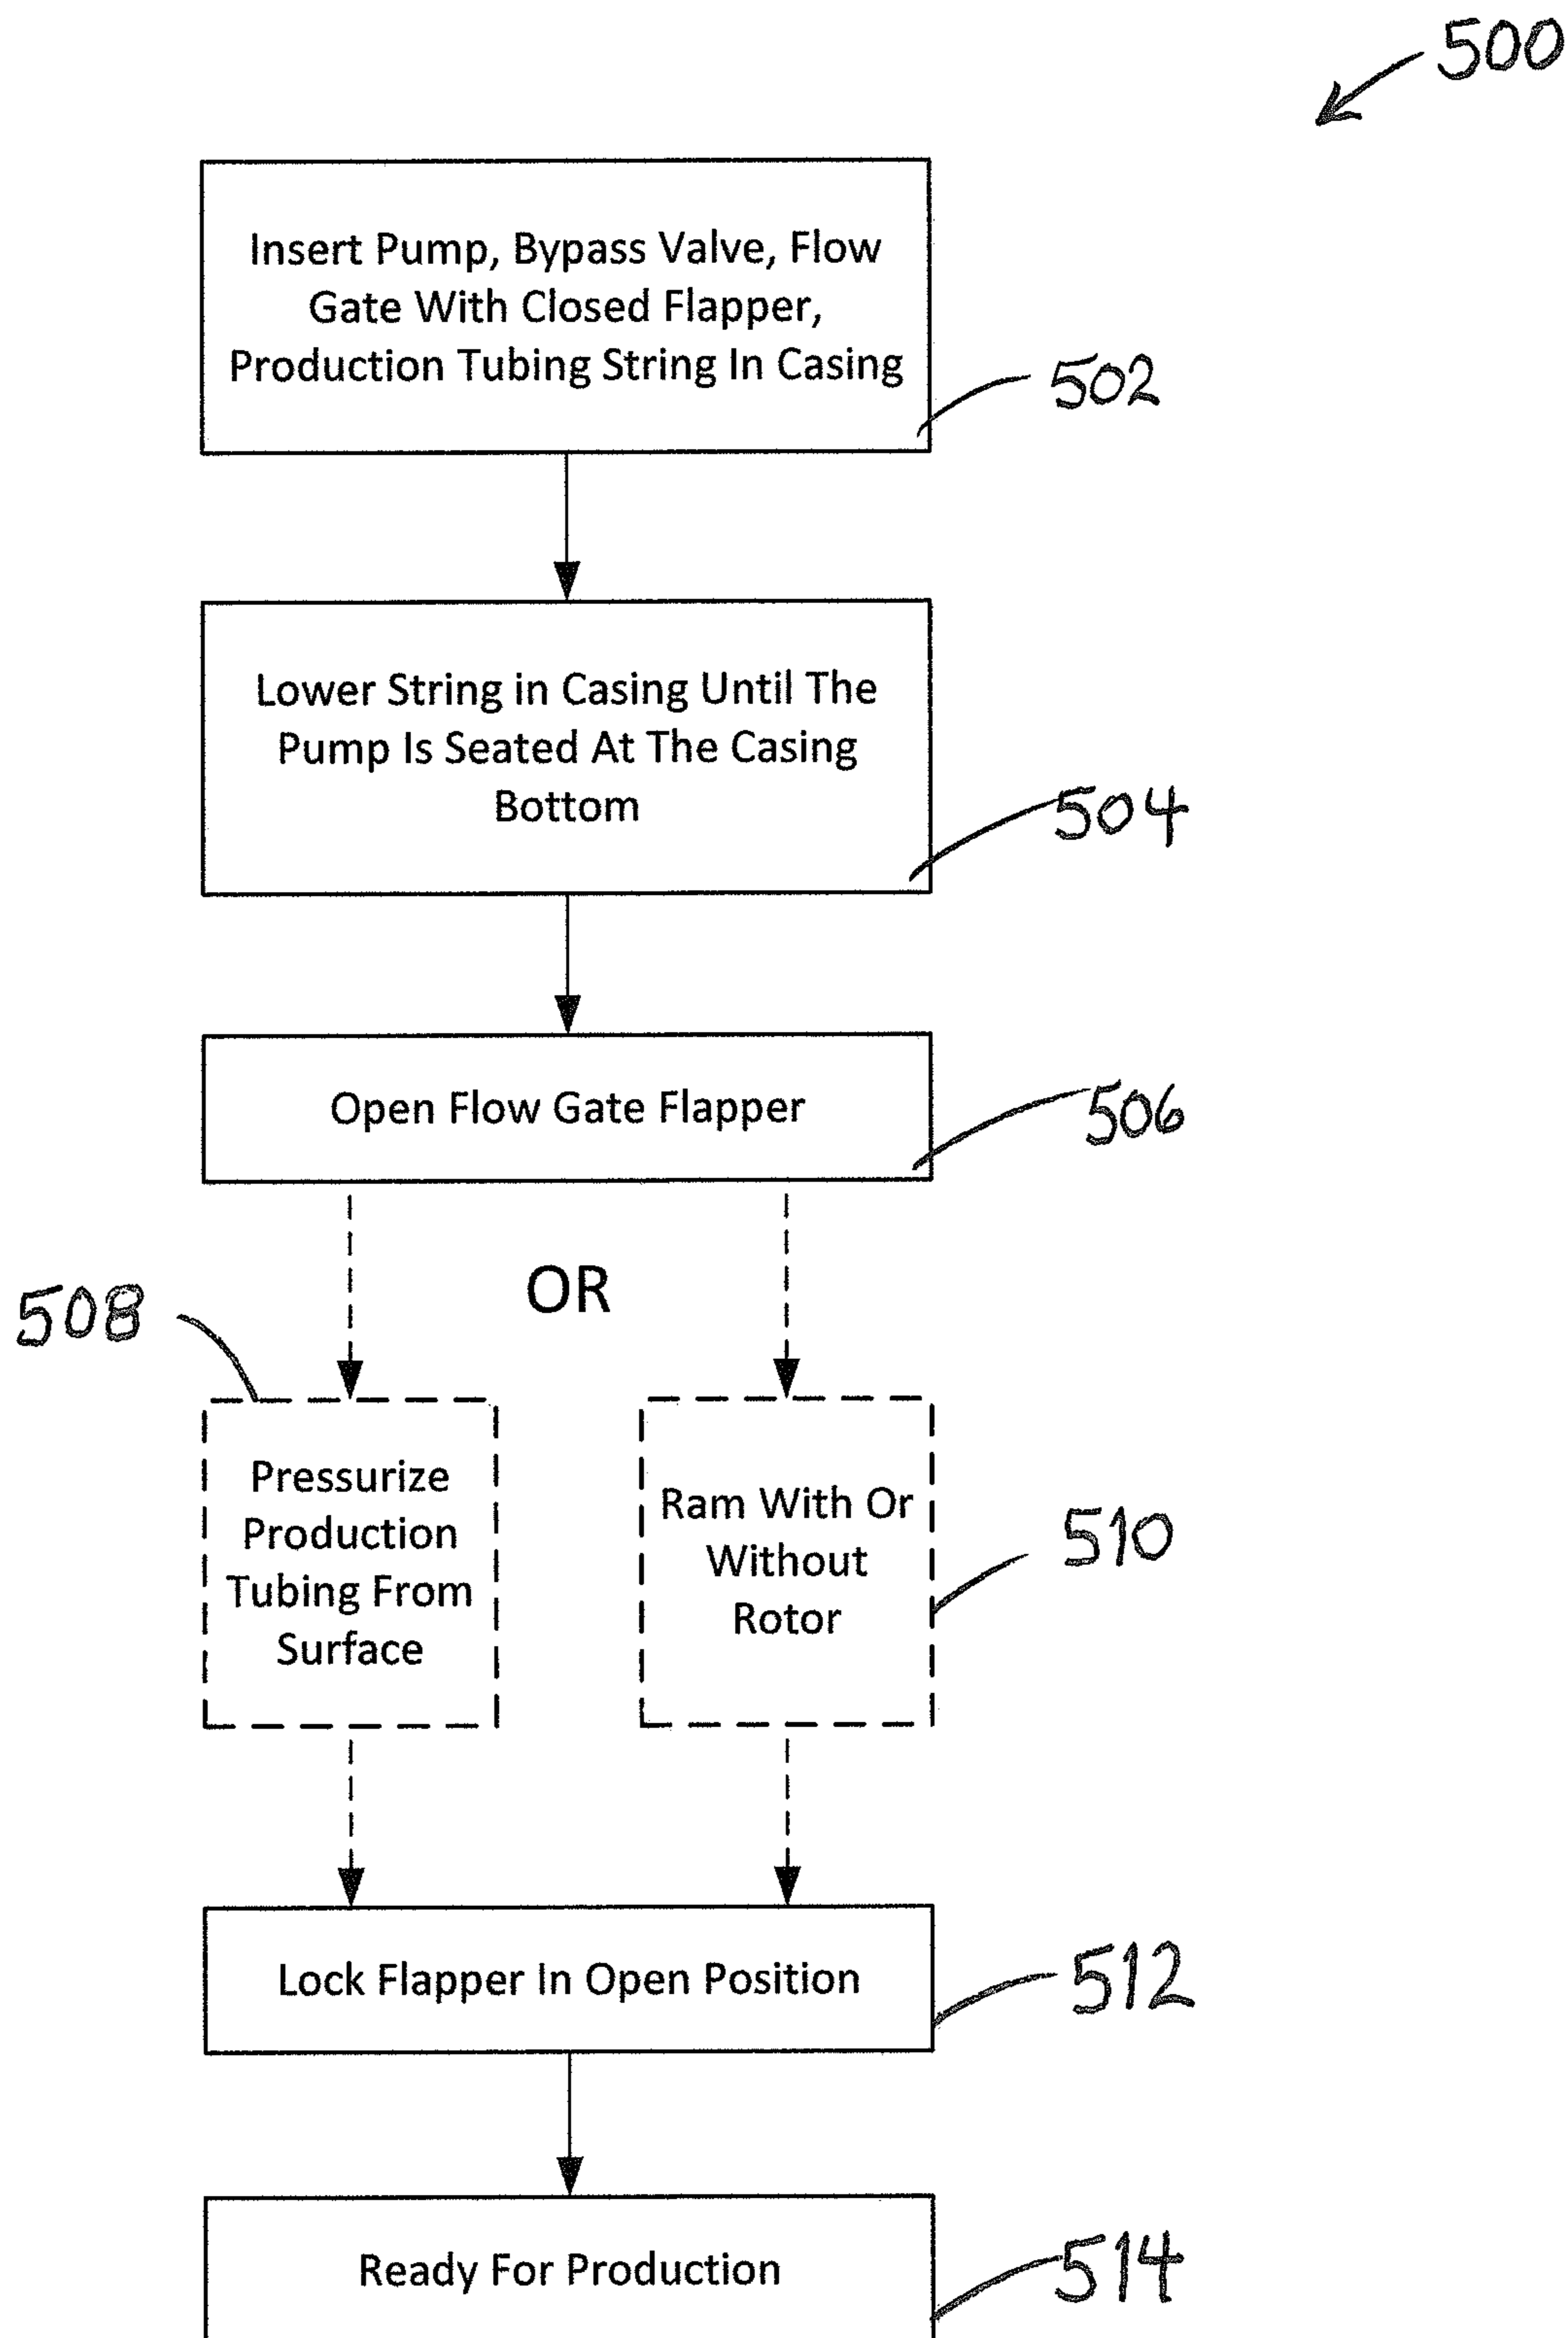 500
Insert Pump, Bypass Valve, Flow
Gate With Closed Flapper,
Production Tubing String In Casing
502
Lower String in Casing Until The
Pump Is Seated At The Casing
Bottom
504
Open Flow Gate Flapper
506
OR
508
Pressurize
Production
Tubing From
Surface
Ram With Or
Without
Rotor
510
Lock Flapper In Open Position
512
Ready For Production
514